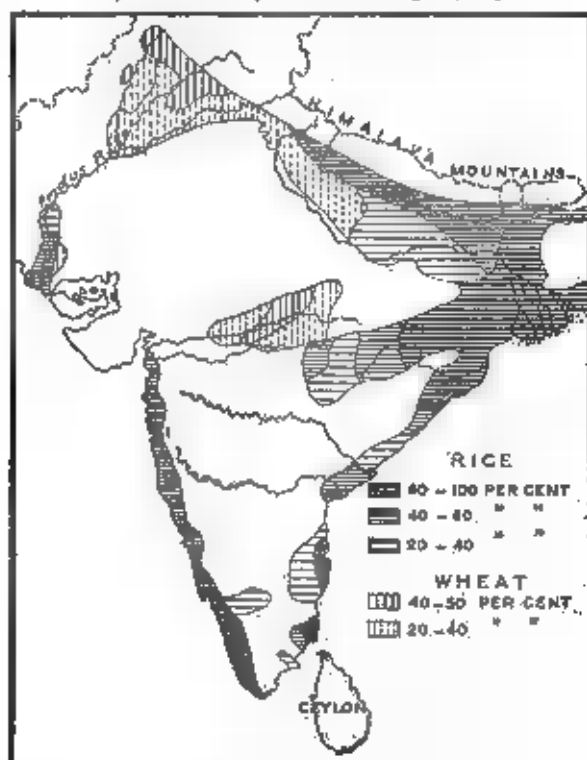 HIMALAYA
MOUNTAINS
INDUS R.
RICE
60 – 100 PER CENT
40 – 60 " "
20 – 40 " "
WHEAT
40 – 50 PER CENT
20 – 40 " "
CEYLON